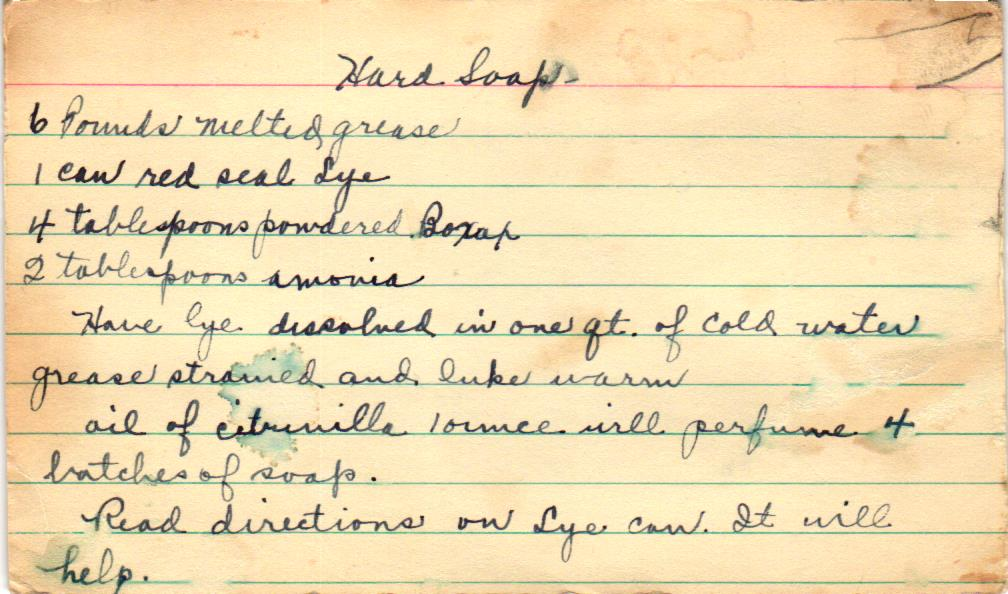 Hard Soap
6 Pounds melted grease
1 can red seal Lye
4 tablespoons powdered Boxax
2 tablespoons amonia
Have lye dissolved in one qt. of cold water
grease strained and luke warm
oil of citrinilla 1 ounce will perfume 4
batches of soap.
Read directions on Lye can. It will
help.